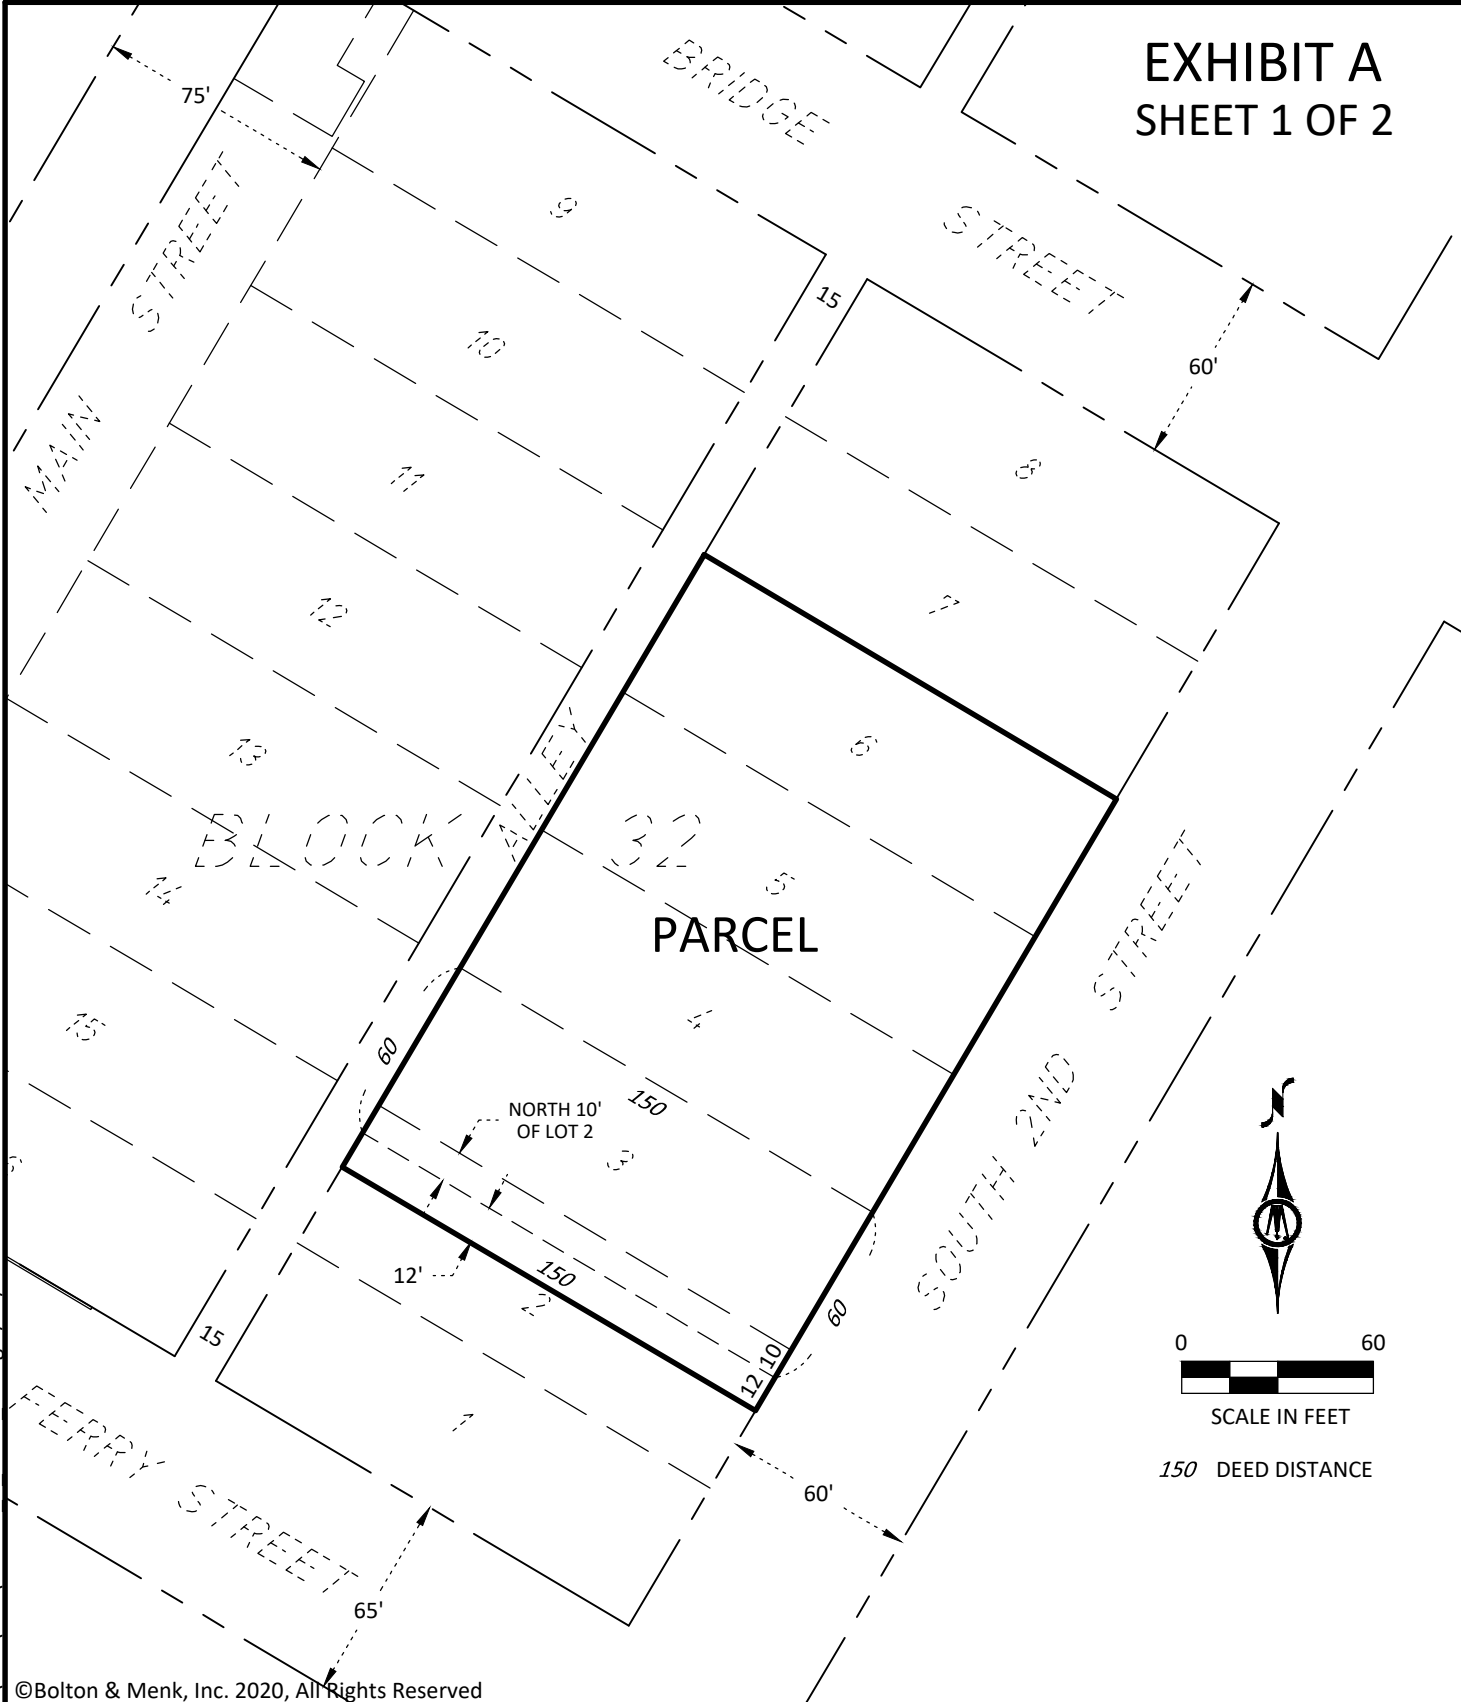 EXHIBIT A
SHEET 1 OF 2
BRIDGE
STREET
75'
60'
MAIN
STREET
15
9
10
11
12
13
14
15
8
7
6
5
4
3
2
1
BLOCK 32
ALLEY
PARCEL
60
150
NORTH 10'
OF LOT 2
12'
150
12
10
60
SOUTH 2ND
STREET
15
FERRY STREET
65'
60'
N
0 60
SCALE IN FEET
150 DEED DISTANCE
©Bolton & Menk, Inc. 2020, All Rights Reserved